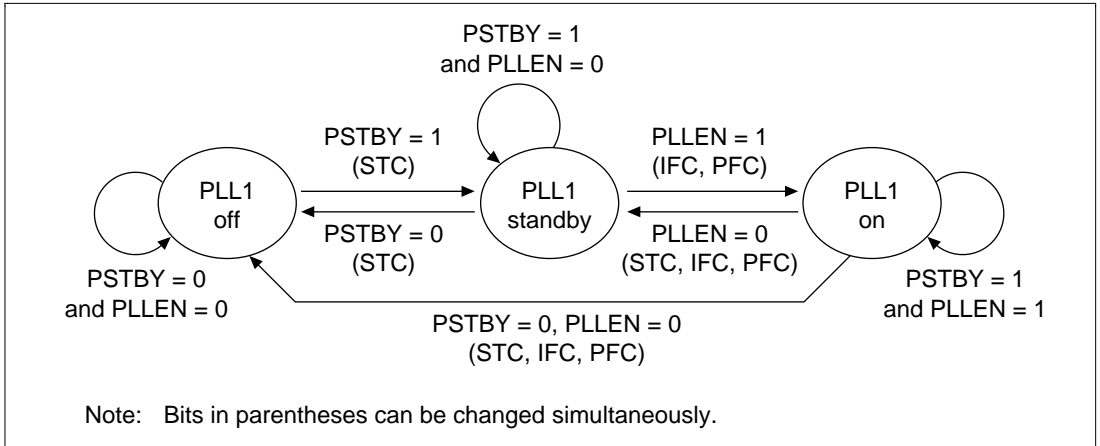 PSTBY = 1
and PLLEN = 0
PSTBY = 1
(STC)
PLLEN = 1
(IFC, PFC)
PLL1
off
PLL1
standby
PLL1
on
PSTBY = 0
(STC)
PLLEN = 0
(STC, IFC, PFC)
PSTBY = 0
and PLLEN = 0
PSTBY = 1
and PLLEN = 1
PSTBY = 0, PLLEN = 0
(STC, IFC, PFC)
Note: Bits in parentheses can be changed simultaneously.